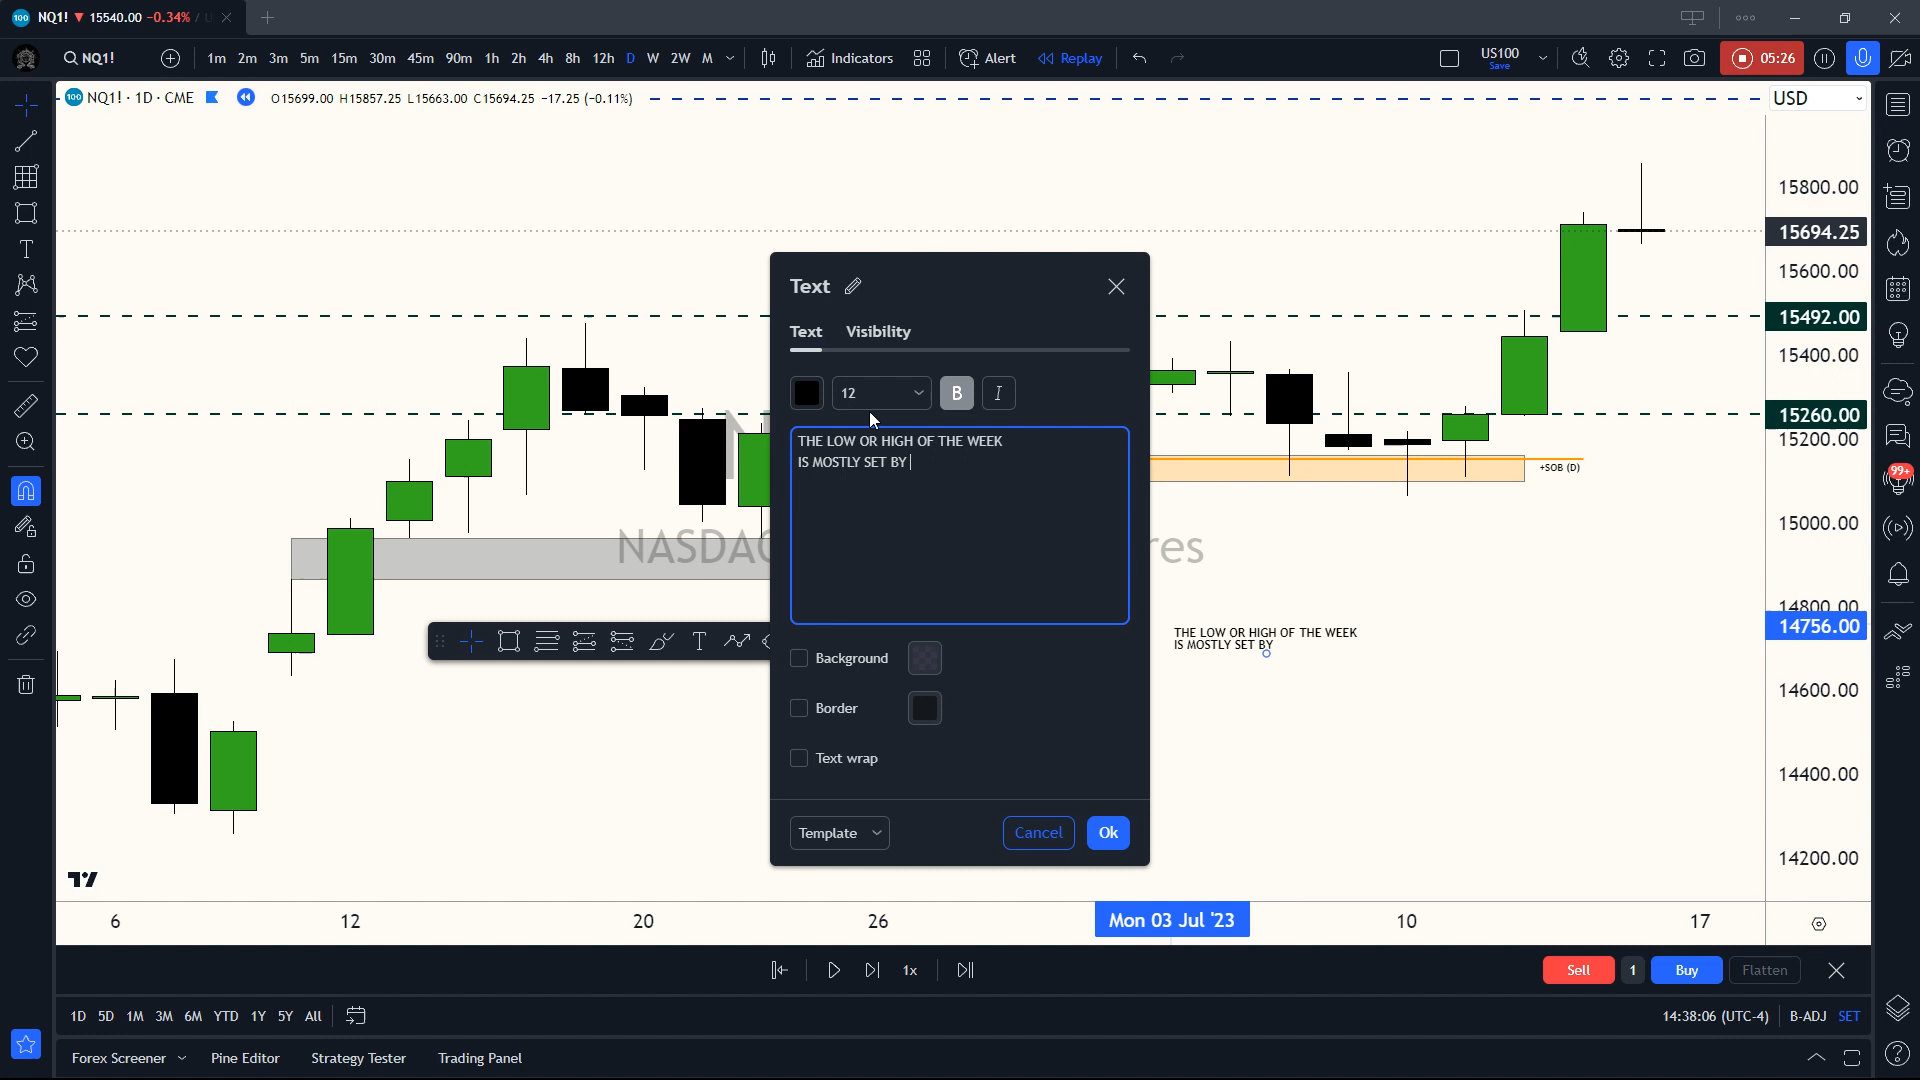 100 NQ1! ▼ 15540.00 −0.34% / U
NQ1!
1m 2m 3m 5m 15m 30m 45m 90m 1h 2h 4h 8h 12h D W 2W M
Indicators
Alert
Replay
US100
Save
05:26
100 NQ1! · 1D · CME
O15699.00 H15857.25 L15663.00 C15694.25 −17.25 (−0.11%)
USD
15800.00
15694.25
15600.00
15492.00
15400.00
15260.00
15200.00
15000.00
14800.00
14756.00
14600.00
14400.00
14200.00
99+
+SOB (D)
Text
Text Visibility
12 B I
THE LOW OR HIGH OF THE WEEK
IS MOSTLY SET BY
Background
Border
Text wrap
Template
Cancel
Ok
THE LOW OR HIGH OF THE WEEK
IS MOSTLY SET BY
6 12 20 26 Mon 03 Jul '23 10 17
1x
Sell 1 Buy Flatten
1D 5D 1M 3M 6M YTD 1Y 5Y All
14:38:06 (UTC-4) B-ADJ SET
Forex Screener Pine Editor Strategy Tester Trading Panel